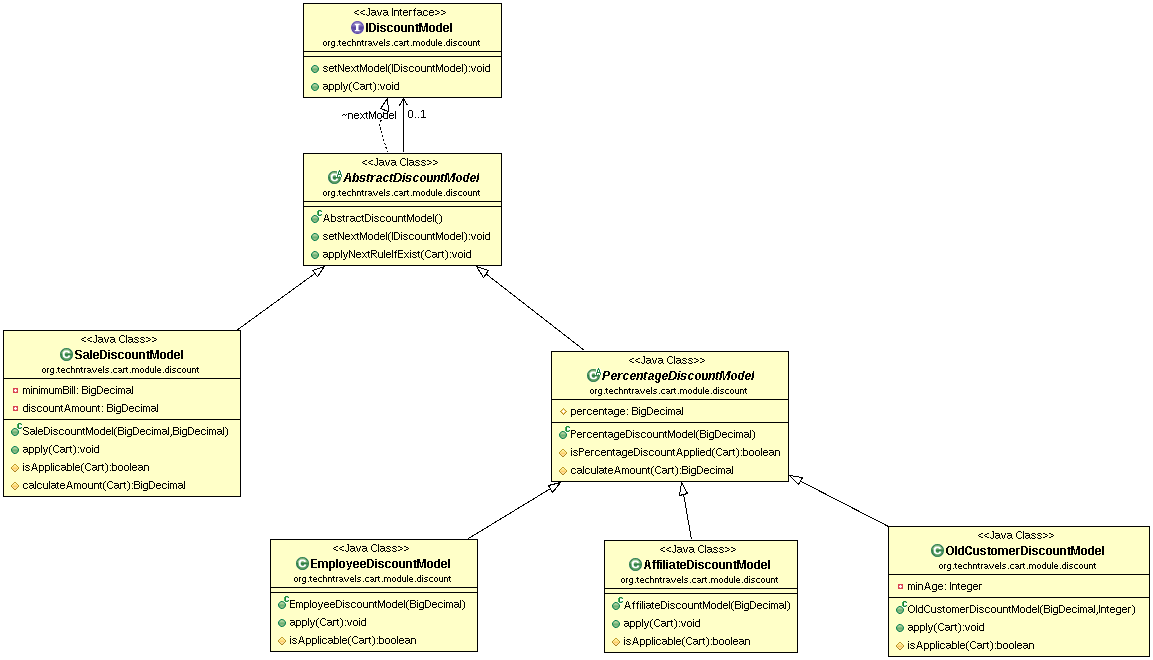 <<Java Interface>>
IDiscountModel
org.techntravels.cart.module.discount
setNextModel(IDiscountModel):void
apply(Cart):void
~nextModel 0..1
<<Java Class>>
AbstractDiscountModel
org.techntravels.cart.module.discount
AbstractDiscountModel()
setNextModel(IDiscountModel):void
applyNextRuleIfExist(Cart):void
<<Java Class>>
SaleDiscountModel
org.techntravels.cart.module.discount
minimumBill: BigDecimal
discountAmount: BigDecimal
SaleDiscountModel(BigDecimal,BigDecimal)
apply(Cart):void
isApplicable(Cart):boolean
calculateAmount(Cart):BigDecimal
<<Java Class>>
PercentageDiscountModel
org.techntravels.cart.module.discount
percentage: BigDecimal
PercentageDiscountModel(BigDecimal)
isPercentageDiscountApplied(Cart):boolean
calculateAmount(Cart):BigDecimal
<<Java Class>>
EmployeeDiscountModel
org.techntravels.cart.module.discount
EmployeeDiscountModel(BigDecimal)
apply(Cart):void
isApplicable(Cart):boolean
<<Java Class>>
AffiliateDiscountModel
org.techntravels.cart.module.discount
AffiliateDiscountModel(BigDecimal)
apply(Cart):void
isApplicable(Cart):boolean
<<Java Class>>
OldCustomerDiscountModel
org.techntravels.cart.module.discount
minAge: Integer
OldCustomerDiscountModel(BigDecimal,Integer)
apply(Cart):void
isApplicable(Cart):boolean